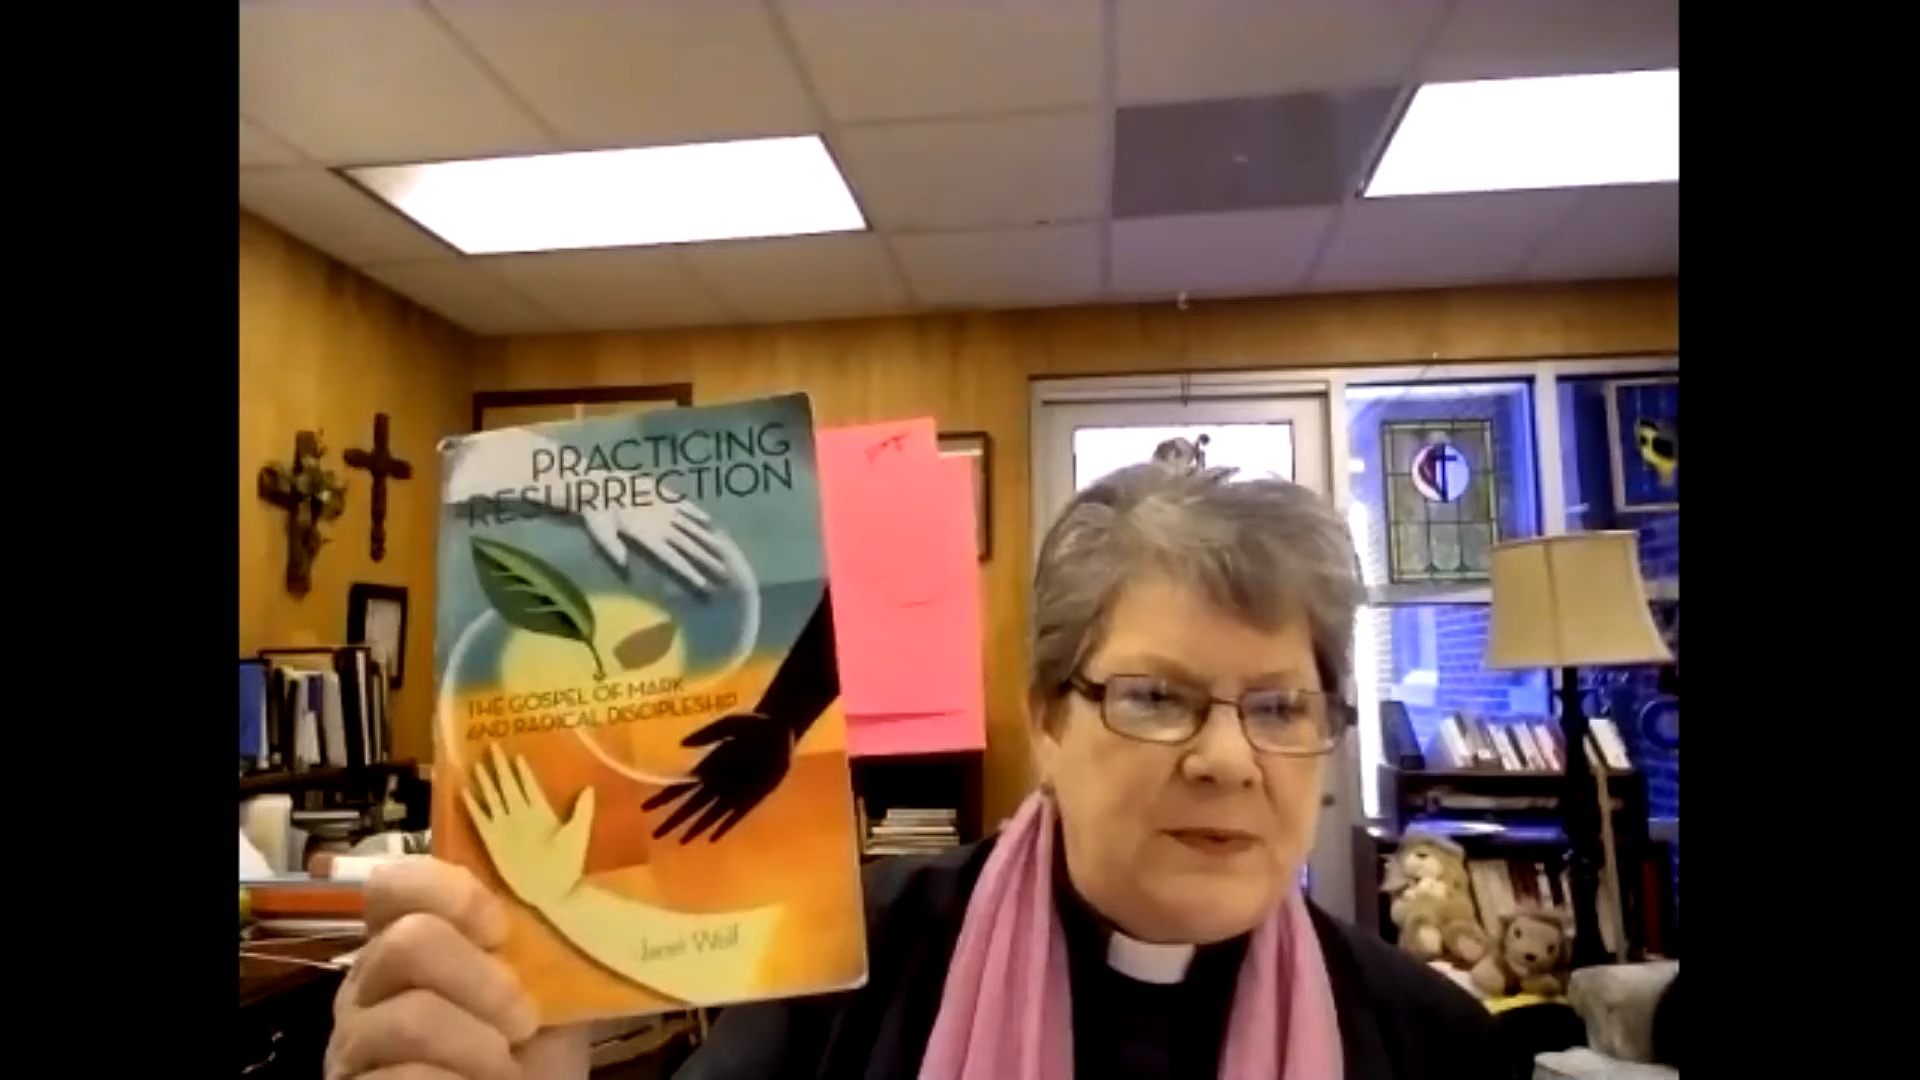 PRACTICING
RESURRECTION
THE GOSPEL OF MARK
AND RADICAL DISCIPLESHIP
Janet Wolf